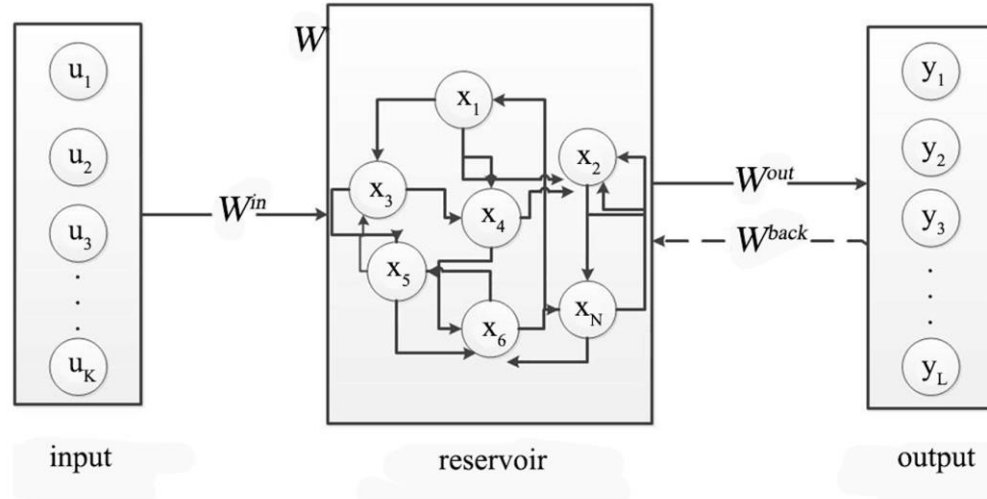 u1
u2
u3
.
.
.
uK
input
W^in
W
x1
x2
x3
x4
x5
x6
xN
reservoir
W^out
W^back
y1
y2
y3
.
.
.
yL
output